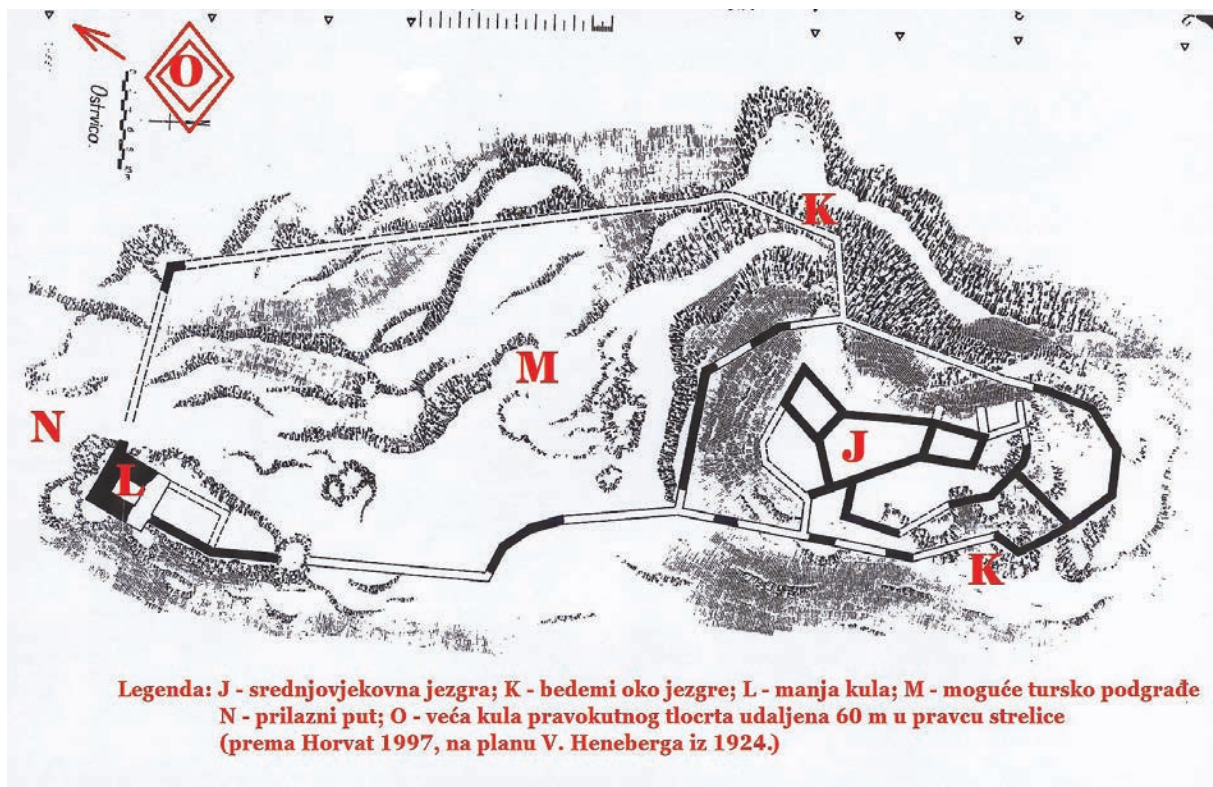 O
Ostrvica.
K
M
N
J
L
K
Legenda: J - srednjovjekovna jezgra; K - bedemi oko jezgre; L - manja kula; M - moguće tursko podgrađe
N - prilazni put; O - veća kula pravokutnog tlocrta udaljena 60 m u pravcu strelice
(prema Horvat 1997, na planu V. Heneberga iz 1924.)